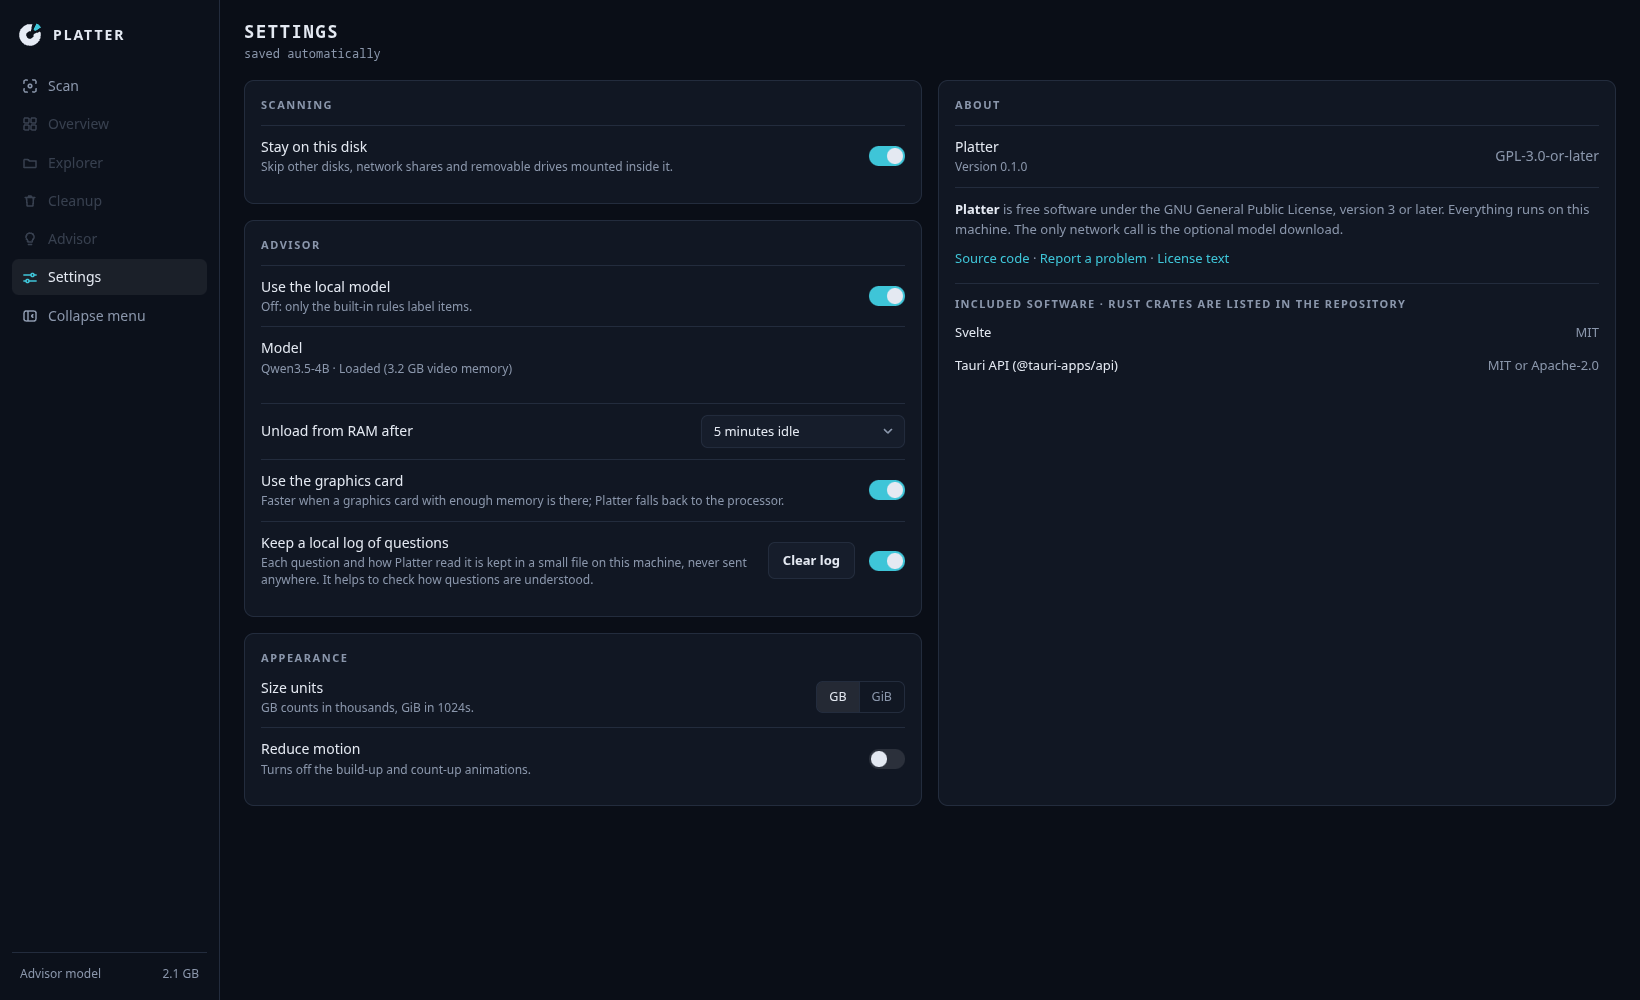 PLATTER
Scan
Overview
Explorer
Cleanup
Advisor
Settings
Collapse menu
Advisor model 2.1 GB
SETTINGS
saved automatically
SCANNING
Stay on this disk
Skip other disks, network shares and removable drives mounted inside it.
ADVISOR
Use the local model
Off: only the built-in rules label items.
Model
Qwen3.5-4B · Loaded (3.2 GB video memory)
Unload from RAM after 5 minutes idle
Use the graphics card
Faster when a graphics card with enough memory is there; Platter falls back to the processor.
Keep a local log of questions
Each question and how Platter read it is kept in a small file on this machine, never sent
anywhere. It helps to check how questions are understood.
Clear log
APPEARANCE
Size units
GB counts in thousands, GiB in 1024s.
GB GiB
Reduce motion
Turns off the build-up and count-up animations.
ABOUT
Platter
Version 0.1.0
GPL-3.0-or-later
Platter is free software under the GNU General Public License, version 3 or later. Everything runs on this
machine. The only network call is the optional model download.
Source code · Report a problem · License text
INCLUDED SOFTWARE · RUST CRATES ARE LISTED IN THE REPOSITORY
Svelte MIT
Tauri API (@tauri-apps/api) MIT or Apache-2.0